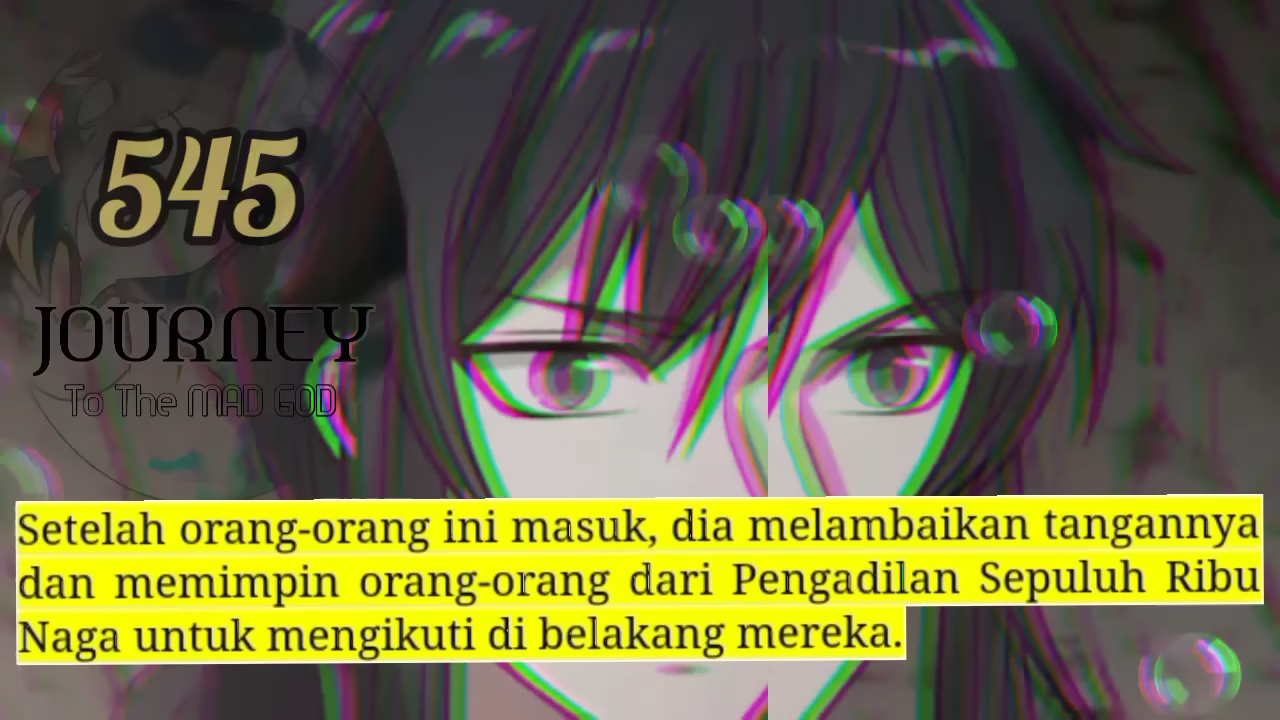 545
JOURNEY
To The MAD GOD
Setelah orang-orang ini masuk, dia melambaikan tangannya
dan memimpin orang-orang dari Pengadilan Sepuluh Ribu
Naga untuk mengikuti di belakang mereka.